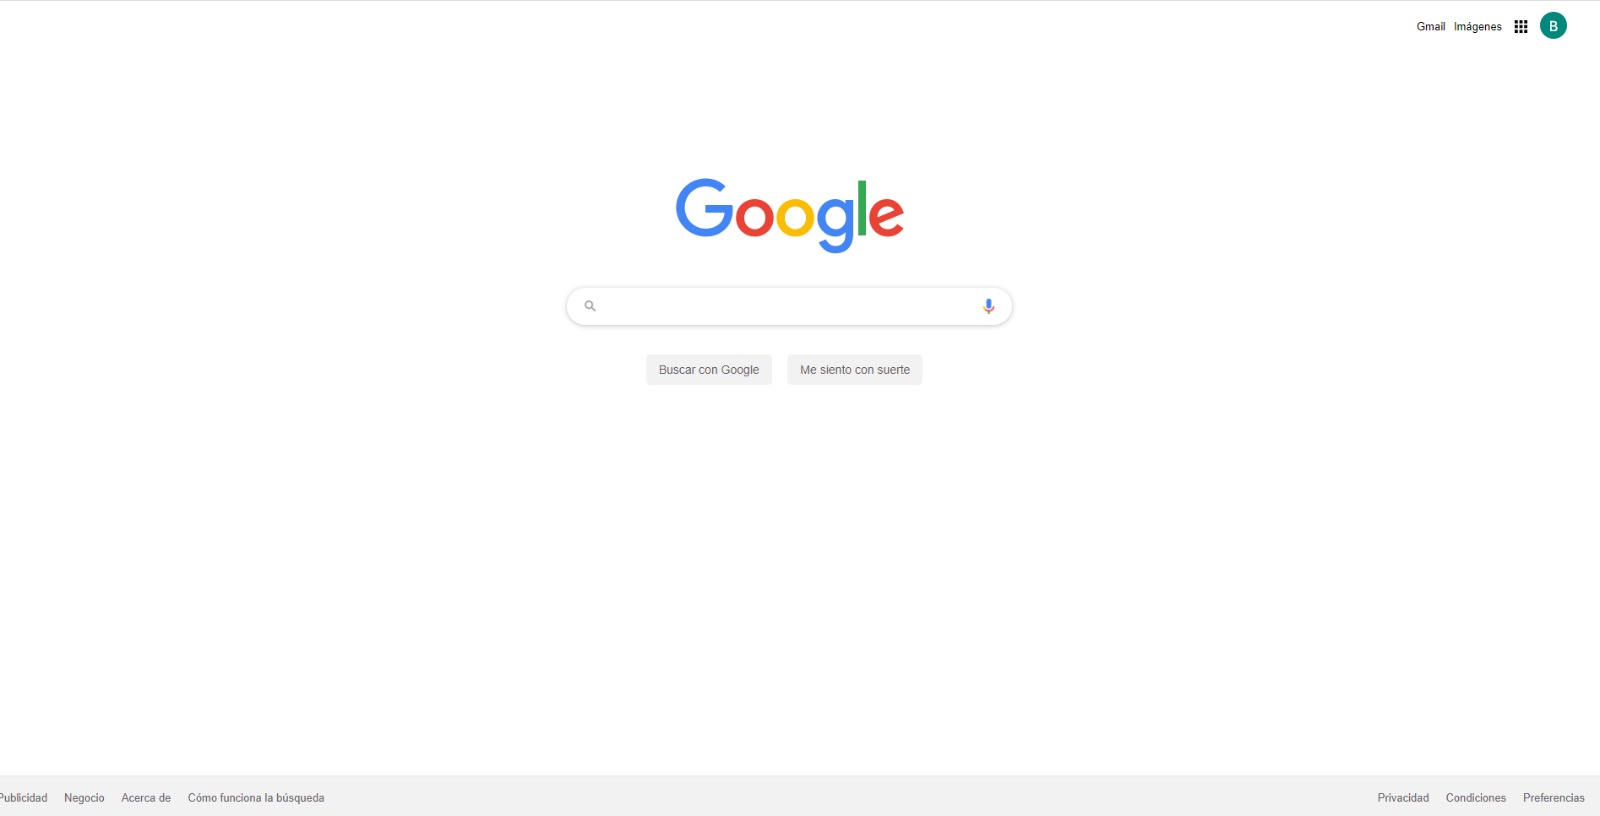 Gmail Imágenes B
Google
Buscar con Google Me siento con suerte
Publicidad Negocio Acerca de Cómo funciona la búsqueda Privacidad Condiciones Preferencias